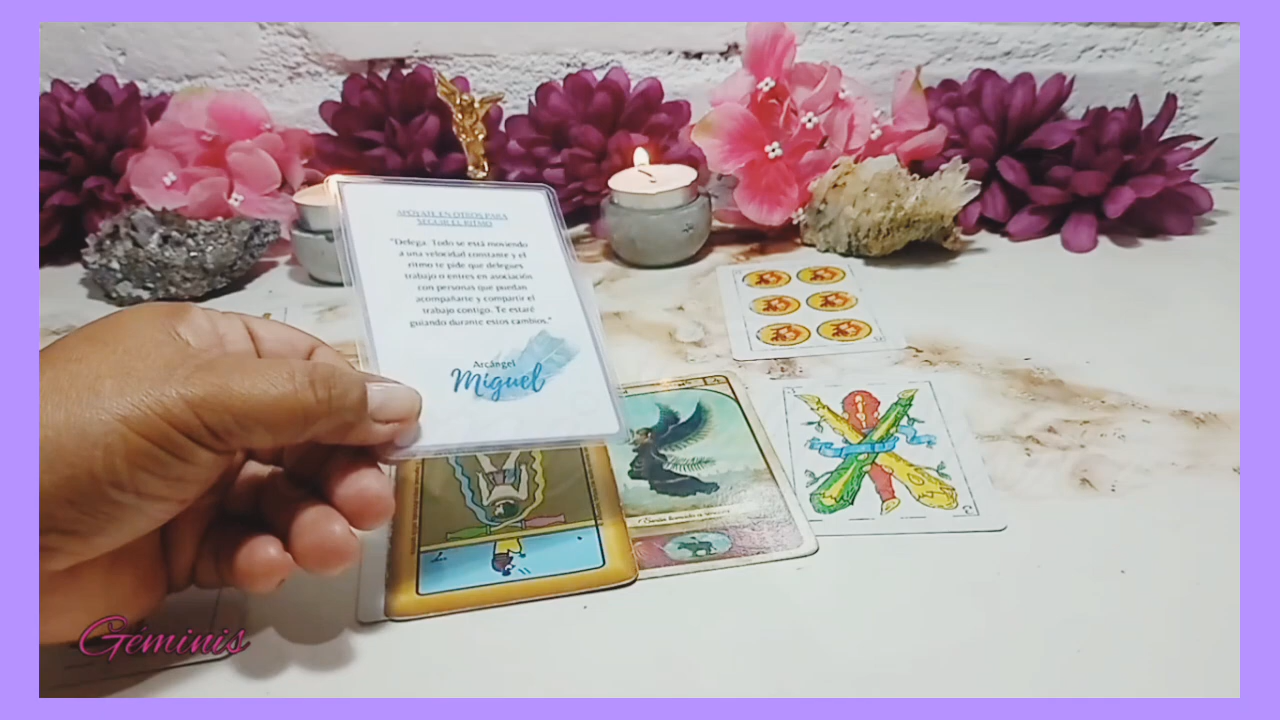 APÓYATE EN OTROS PARA
SEGUIR EL RITMO
"Delega. Todo se está moviendo
a una velocidad constante y el
ritmo te pide que delegues
trabajo o entres en asociación
con personas que puedan
acompañarte y compartir el
trabajo contigo. Te estaré
guiando durante estos cambios."
Arcángel
Miguel
Géminis